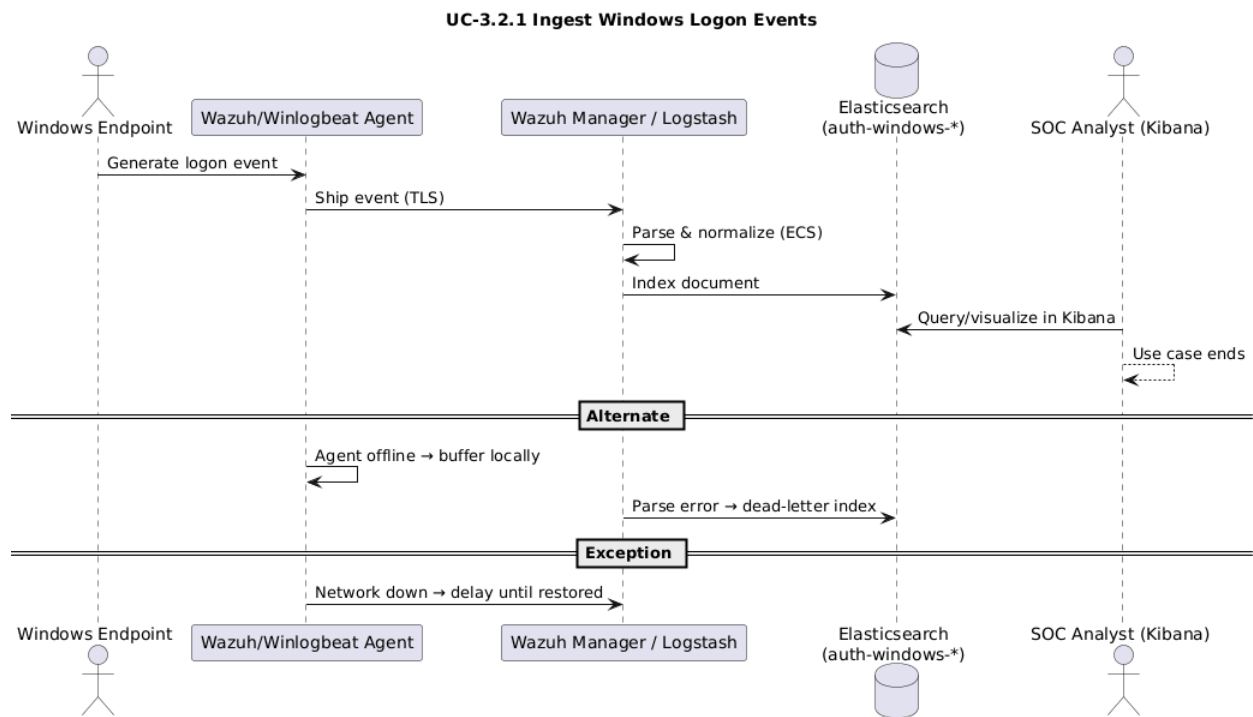 UC-3.2.1 Ingest Windows Logon Events
Windows Endpoint
Wazuh/Winlogbeat Agent
Wazuh Manager / Logstash
Elasticsearch
(auth-windows-*)
SOC Analyst (Kibana)
Generate logon event
Ship event (TLS)
Parse & normalize (ECS)
Index document
Query/visualize in Kibana
Use case ends
Alternate
Agent offline → buffer locally
Parse error → dead-letter index
Exception
Network down → delay until restored
Windows Endpoint
Wazuh/Winlogbeat Agent
Wazuh Manager / Logstash
Elasticsearch
(auth-windows-*)
SOC Analyst (Kibana)